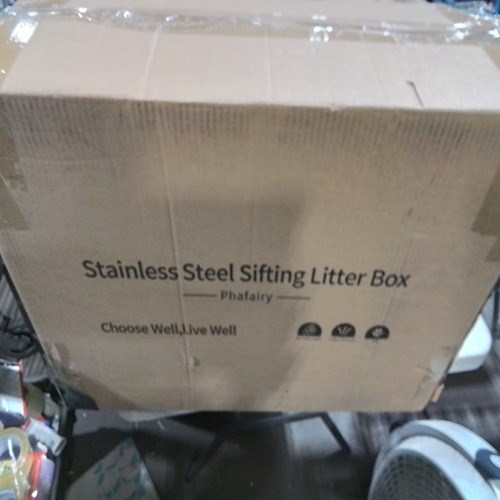 Stainless Steel Sifting Litter Box
Phafairy
Choose Well,Live Well